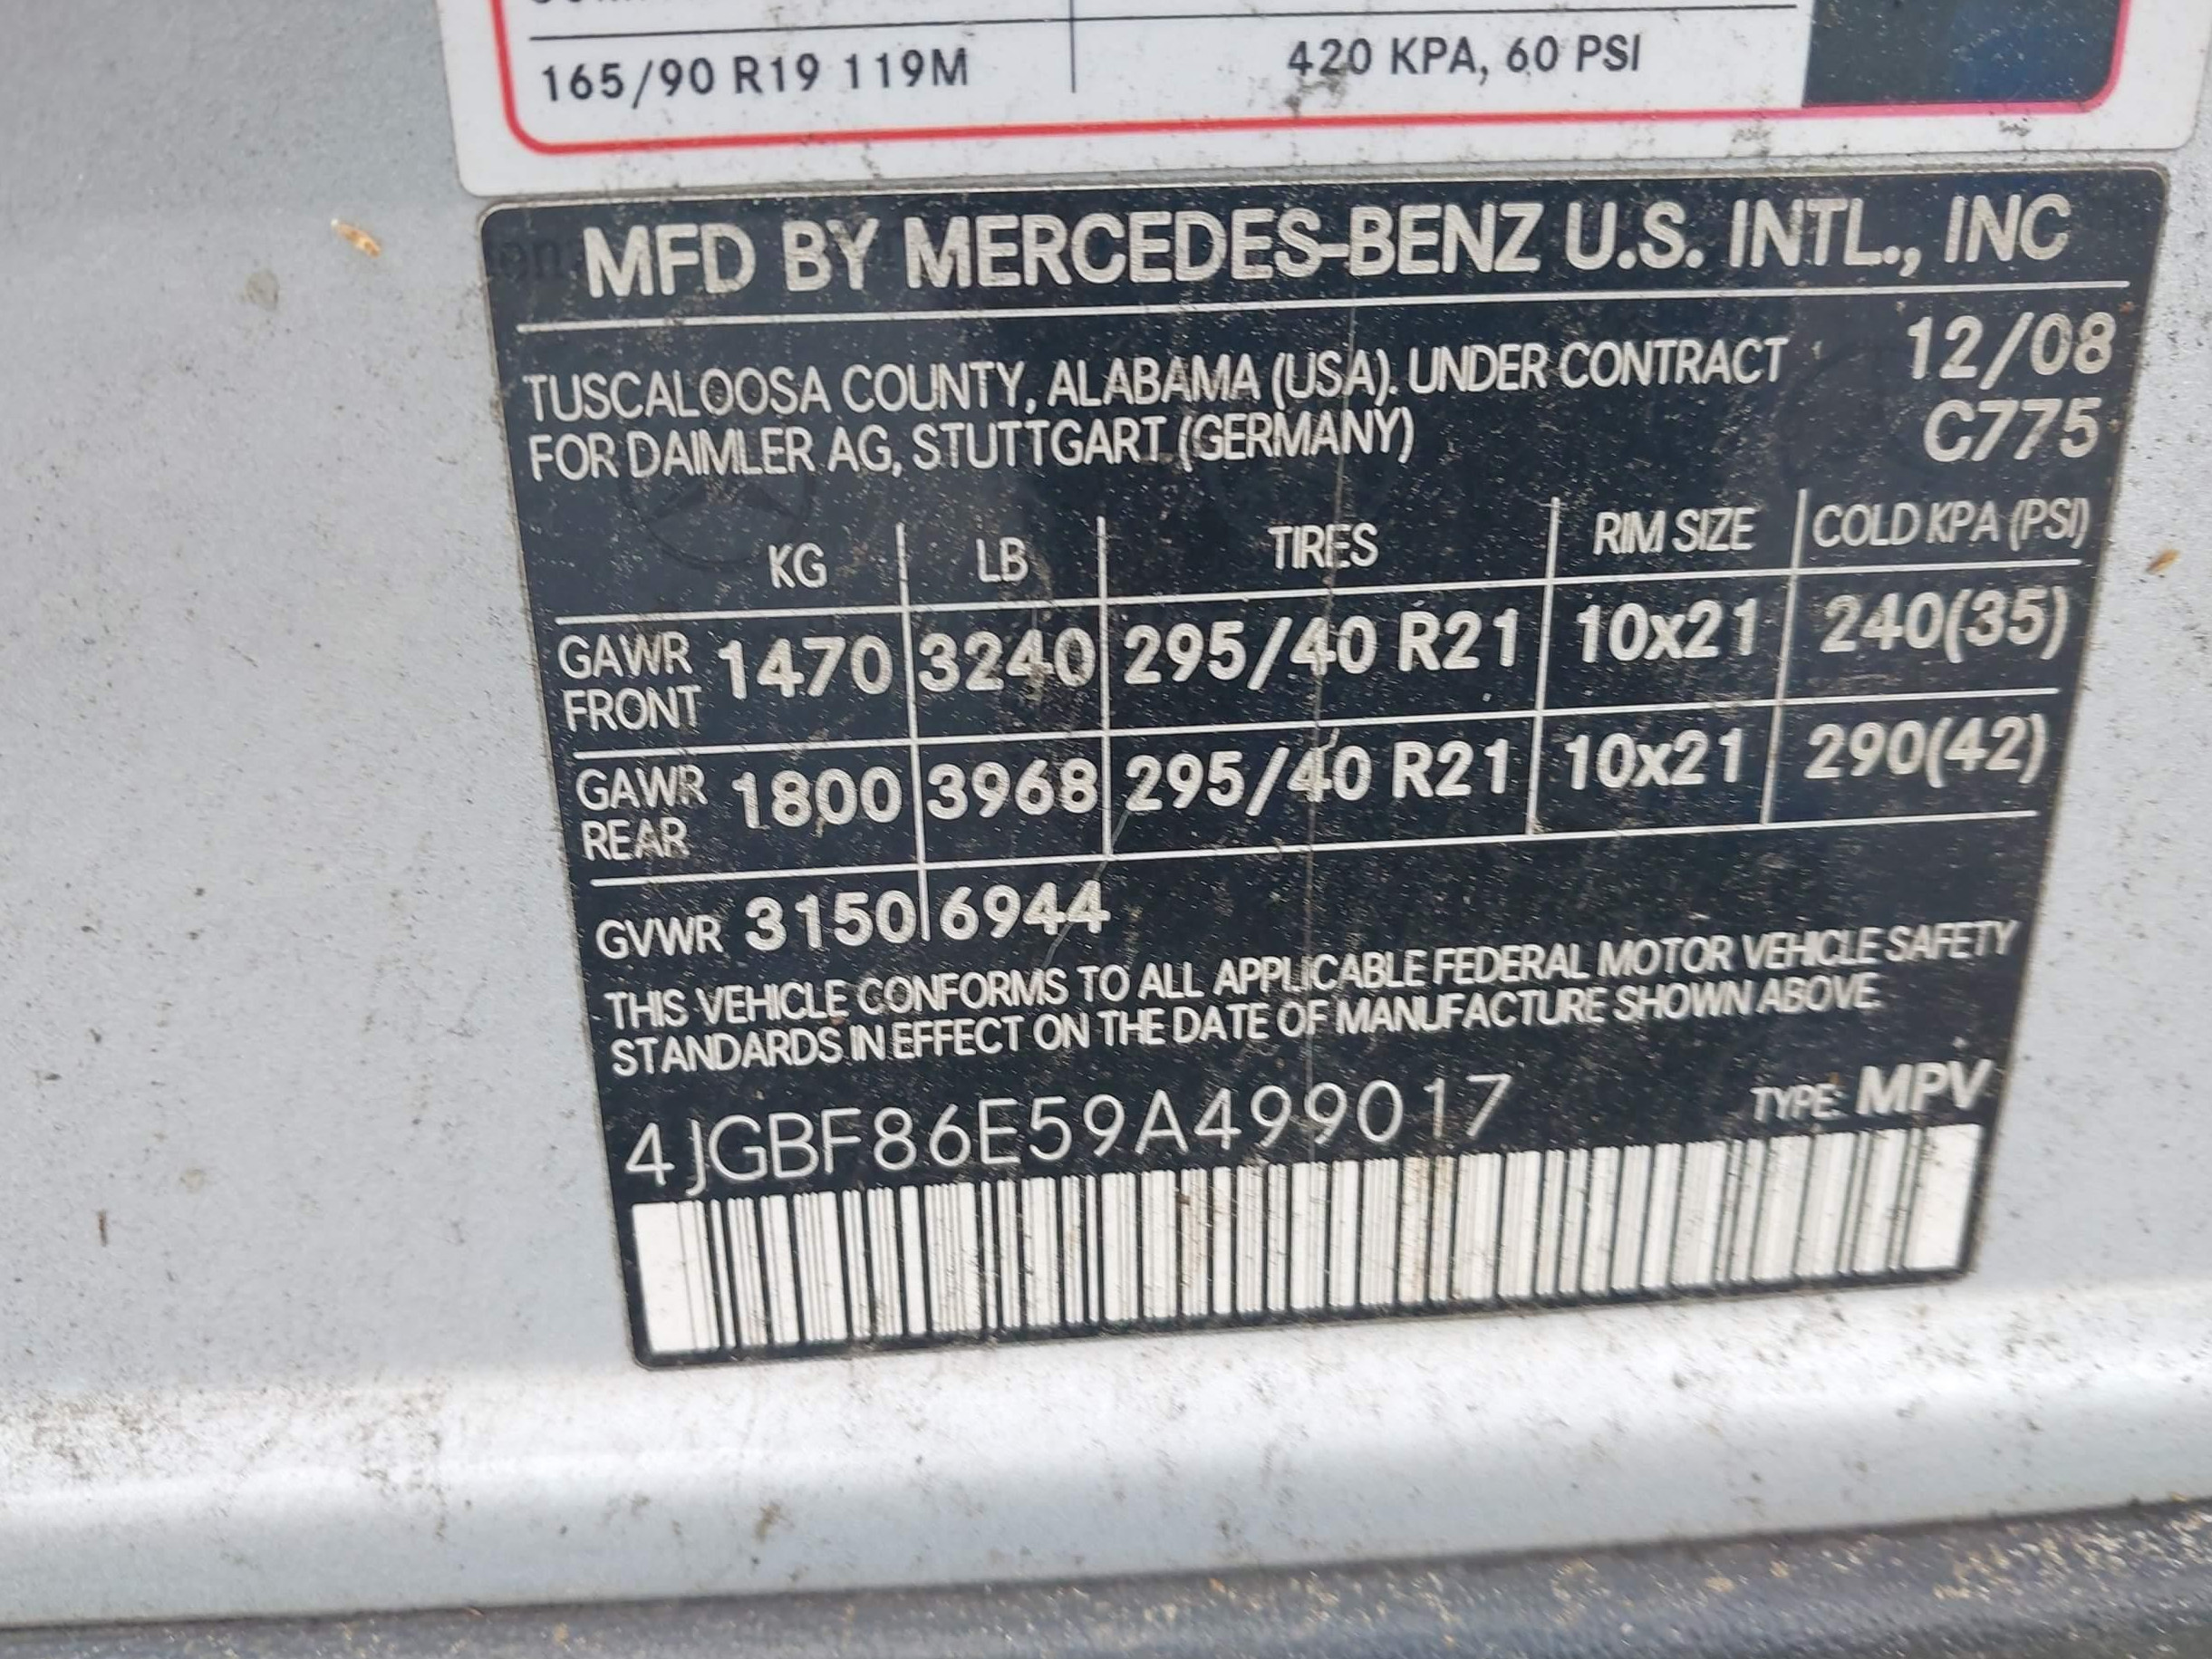 165/90 R19 119M 420 KPA, 60 PSI
MFD BY MERCEDES-BENZ U.S. INTL., INC
TUSCALOOSA COUNTY, ALABAMA (USA). UNDER CONTRACT 12/08
FOR DAIMLER AG, STUTTGART (GERMANY) C775
KG LB TIRES RIM SIZE COLD KPA (PSI)
GAWR FRONT 1470 3240 295/40 R21 10x21 240(35)
GAWR REAR 1800 3968 295/40 R21 10x21 290(42)
GVWR 3150 6944
THIS VEHICLE CONFORMS TO ALL APPLICABLE FEDERAL MOTOR VEHICLE SAFETY
STANDARDS IN EFFECT ON THE DATE OF MANUFACTURE SHOWN ABOVE.
4JGBF86E59A499017 TYPE: MPV